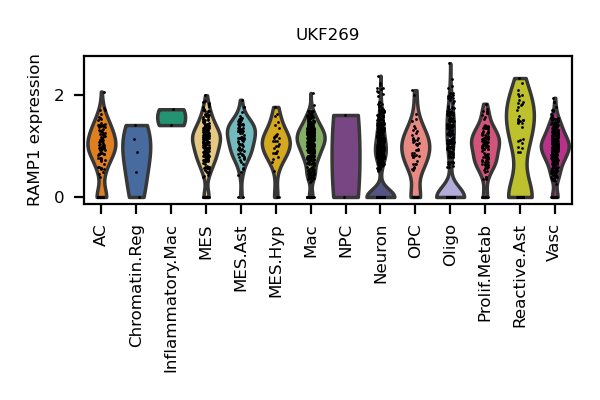 UKF269
RAMP1 expression
2
0
AC
Chromatin.Reg
Inflammatory.Mac
MES
MES.Ast
MES.Hyp
Mac
NPC
Neuron
OPC
Oligo
Prolif.Metab
Reactive.Ast
Vasc